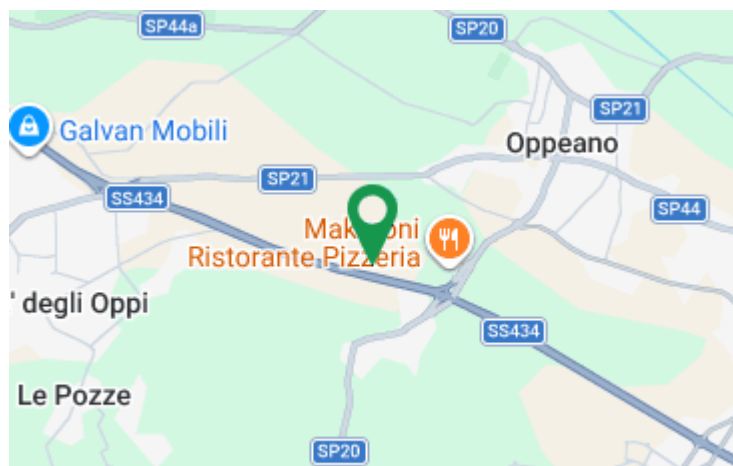 SP44a
SP20
Galvan Mobili
SP21
Oppeano
SP21
SS434
SP44
Ristorante Pizzeria
' degli Oppi
SS434
Le Pozze
SP20